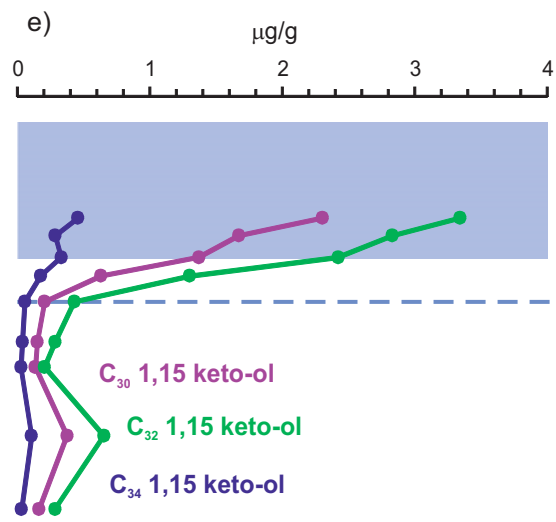 e)
μg/g
0 1 2 3 4
C₃₀ 1,15 keto-ol
C₃₂ 1,15 keto-ol
C₃₄ 1,15 keto-ol